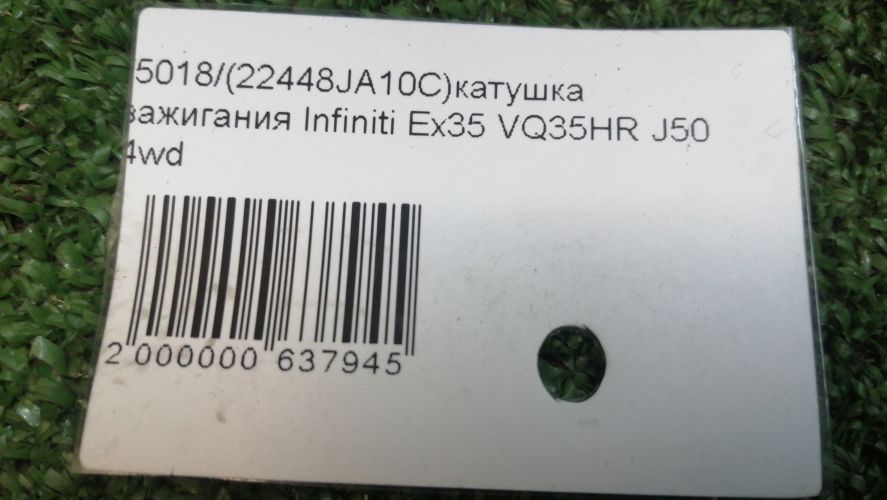 5018/(22448JA10C)катушка
зажигания Infiniti Ex35 VQ35HR J50
4wd
2 000000 637945